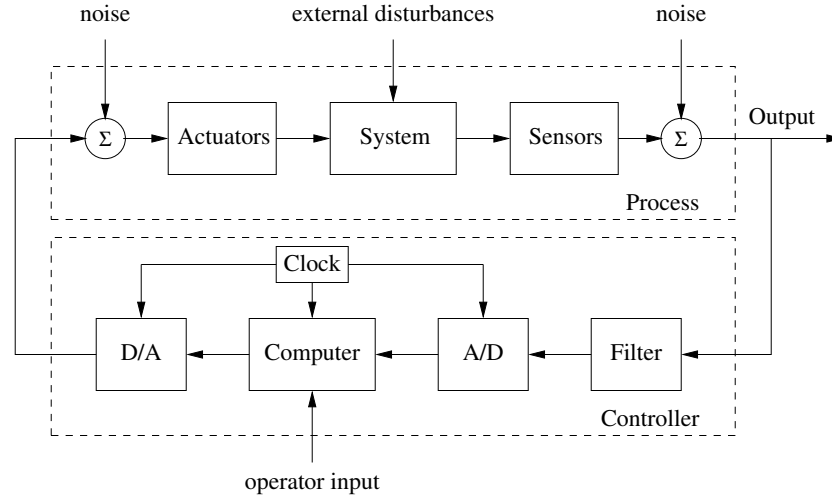 noise
external disturbances
noise
Σ
Actuators
System
Sensors
Σ
Output
Process
Clock
D/A
Computer
A/D
Filter
Controller
operator input